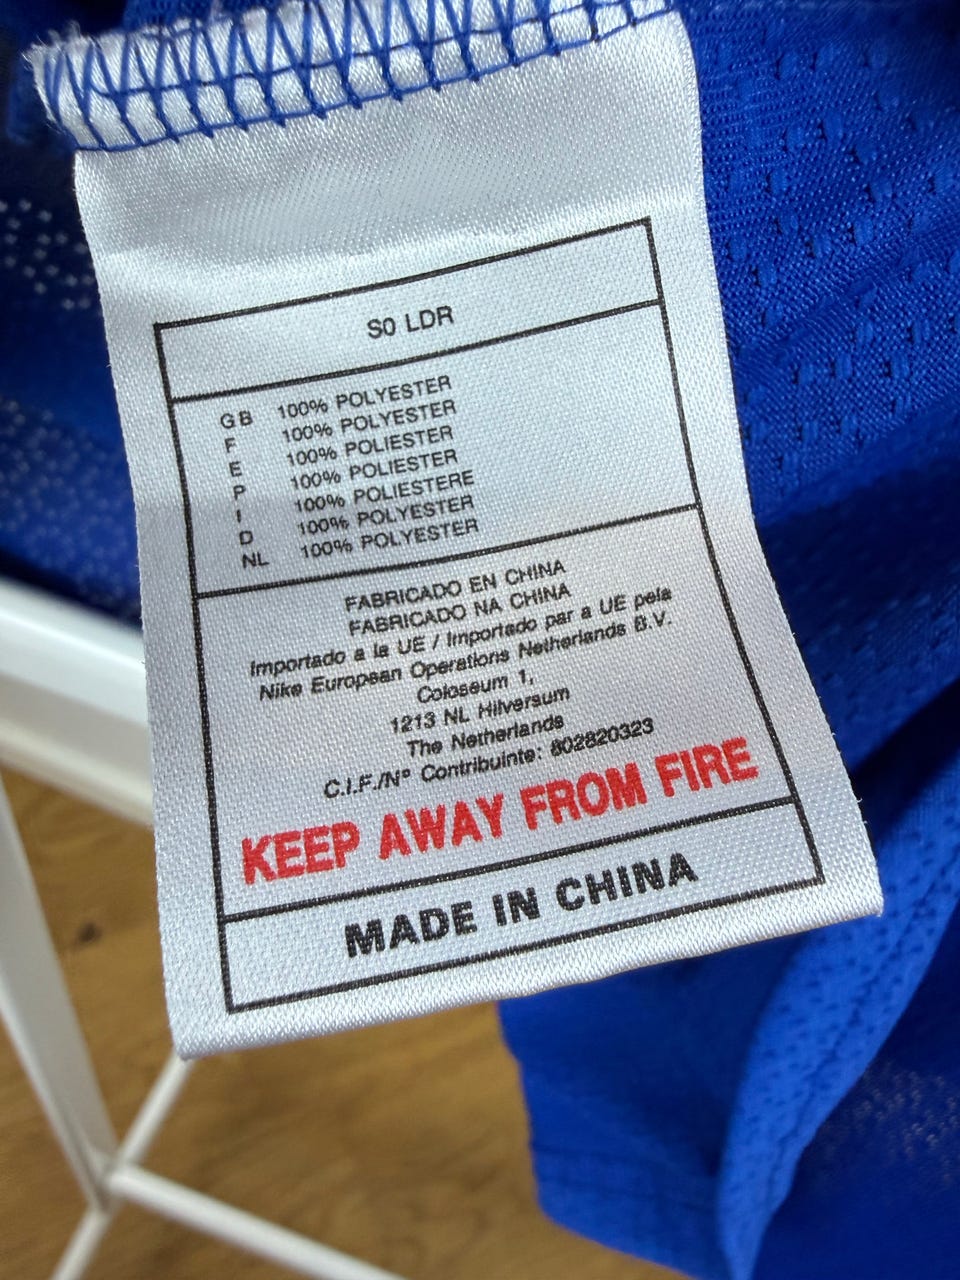 S0 LDR
GB 100% POLYESTER
F 100% POLYESTER
E 100% POLIESTER
P 100% POLIESTER
I 100% POLIESTERE
D 100% POLYESTER
NL 100% POLYESTER
FABRICADO EN CHINA
FABRICADO NA CHINA
Importado a la UE / Importado par a UE pela
Nike European Operations Netherlands B.V.
Coloseum 1,
1213 NL Hilversum
The Netherlands
C.I.F./Nº Contribuinte: 802820323
KEEP AWAY FROM FIRE
MADE IN CHINA